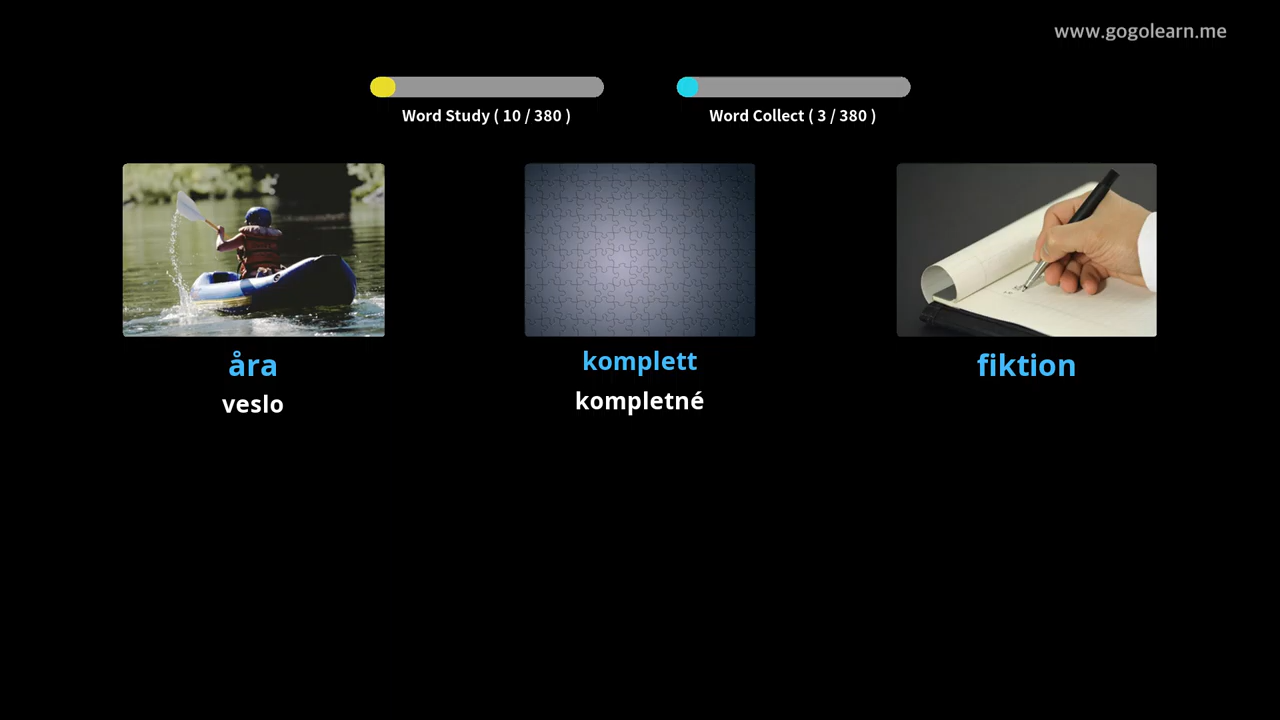 www.gogolearn.me
Word Study ( 10 / 380 )
Word Collect ( 3 / 380 )
åra
veslo
komplett
kompletné
fiktion